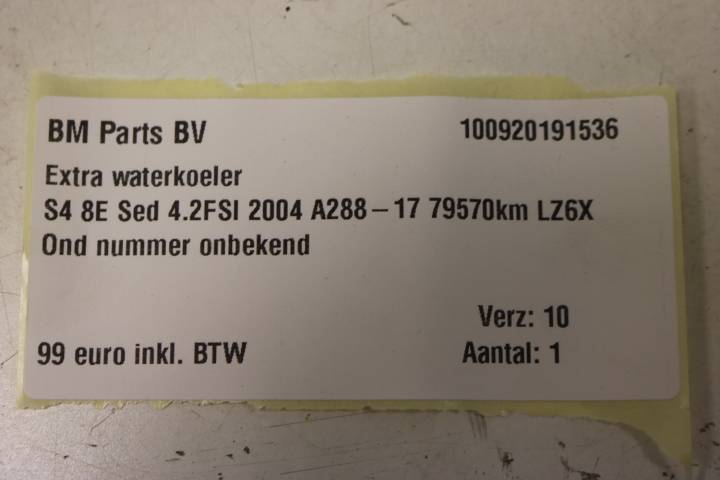 BM Parts BV 100920191536
Extra waterkoeler
S4 8E Sed 4.2FSI 2004 A288-17 79570km LZ6X
Ond nummer onbekend
Verz: 10
99 euro inkl. BTW Aantal: 1